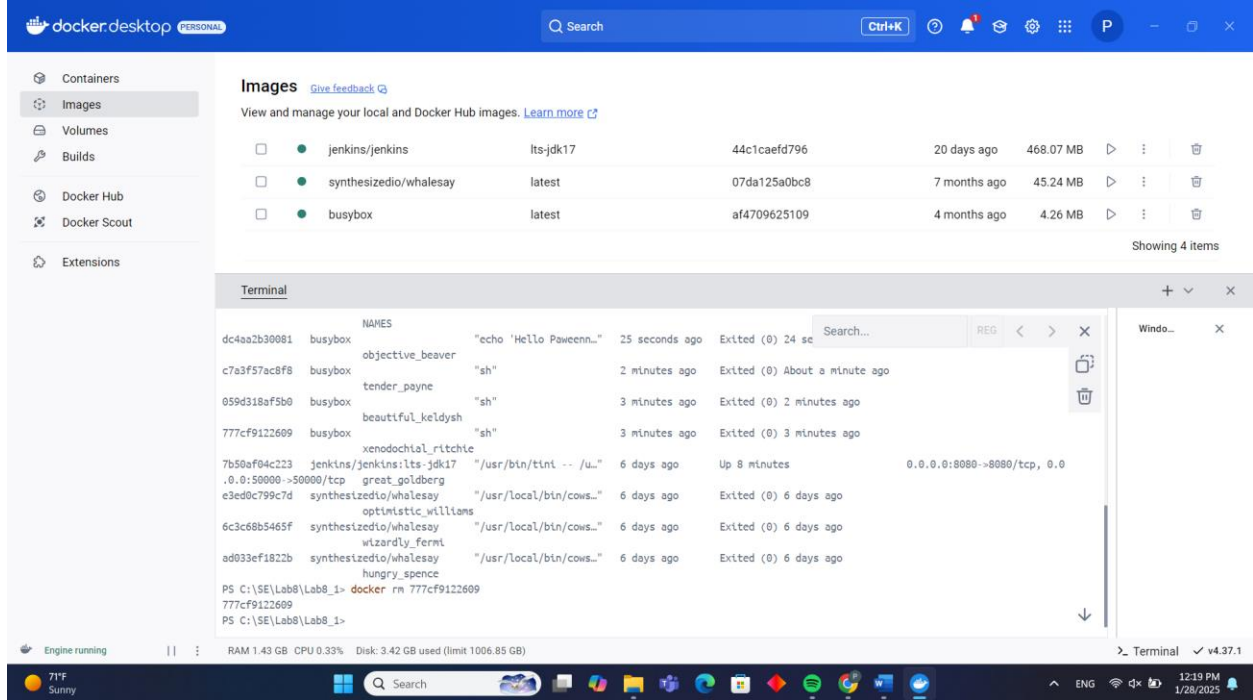 docker.desktop PERSONAL
Search
Ctrl+K
P
Containers
Images
Volumes
Builds
Docker Hub
Docker Scout
Extensions
Images Give feedback
View and manage your local and Docker Hub images. Learn more
jenkins/jenkins lts-jdk17 44c1caefd796 20 days ago 468.07 MB
synthesizedio/whalesay latest 07da125a0bc8 7 months ago 45.24 MB
busybox latest af4709625109 4 months ago 4.26 MB
Showing 4 items
Terminal
Search...
REG
Windo...
NAMES
dc4aa2b30081 busybox "echo 'Hello Paweenn…" 25 seconds ago Exited (0) 24 se
objective_beaver
c7a3f57ac8f8 busybox "sh" 2 minutes ago Exited (0) About a minute ago
tender_payne
059d318af5b0 busybox "sh" 3 minutes ago Exited (0) 2 minutes ago
beautiful_keldysh
777cf9122609 busybox "sh" 3 minutes ago Exited (0) 3 minutes ago
xenodochial_ritchie
7b50af04c223 jenkins/jenkins:lts-jdk17 "/usr/bin/tini -- /u…" 6 days ago Up 8 minutes 0.0.0.0:8080->8080/tcp, 0.0
.0.0:50000->50000/tcp great_goldberg
e3ed0c799c7d synthesizedio/whalesay "/usr/local/bin/cows…" 6 days ago Exited (0) 6 days ago
optimistic_williams
6c3c68b5465f synthesizedio/whalesay "/usr/local/bin/cows…" 6 days ago Exited (0) 6 days ago
wizardly_fermi
ad033ef1822b synthesizedio/whalesay "/usr/local/bin/cows…" 6 days ago Exited (0) 6 days ago
hungry_spence
PS C:\SE\Lab8\Lab8_1> docker rm 777cf9122609
777cf9122609
PS C:\SE\Lab8\Lab8_1>
Engine running RAM 1.43 GB CPU 0.33% Disk: 3.42 GB used (limit 1006.85 GB) Terminal v4.37.1
71°F
Sunny
Search
ENG
12:19 PM
1/28/2025